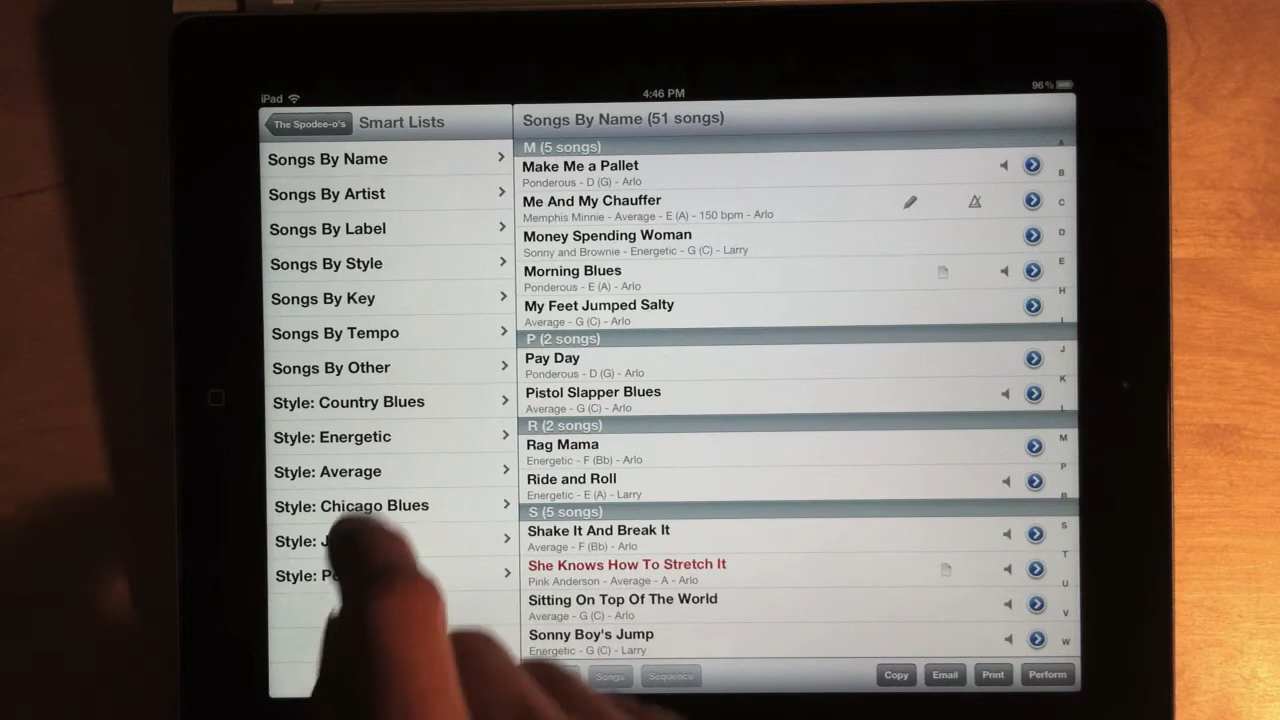 iPad
4:46 PM
96%
The Spodee-o's
Smart Lists
Songs By Name
Songs By Artist
Songs By Label
Songs By Style
Songs By Key
Songs By Tempo
Songs By Other
Style: Country Blues
Style: Energetic
Style: Average
Style: Chicago Blues
Style:
Style:
Songs By Name (51 songs)
M (5 songs)
Make Me a Pallet
Ponderous - D (G) - Arlo
Me And My Chauffer
Memphis Minnie - Average - E (A) - 150 bpm - Arlo
Money Spending Woman
Sonny and Brownie - Energetic - G (C) - Larry
Morning Blues
Ponderous - E (A) - Arlo
My Feet Jumped Salty
Average - G (C) - Arlo
P (2 songs)
Pay Day
Ponderous - D (G) - Arlo
Pistol Slapper Blues
Average - G (C) - Arlo
R (2 songs)
Rag Mama
Energetic - F (Bb) - Arlo
Ride and Roll
Energetic - E (A) - Larry
S (5 songs)
Shake It And Break It
Average - F (Bb) - Arlo
She Knows How To Stretch It
Pink Anderson - Average - A - Arlo
Sitting On Top Of The World
Average - G (C) - Arlo
Sonny Boy's Jump
Energetic - G (C) - Larry
A
B
C
D
E
H
I
J
K
L
M
P
R
S
T
U
V
W
Songs
Sequence
Copy
Email
Print
Perform